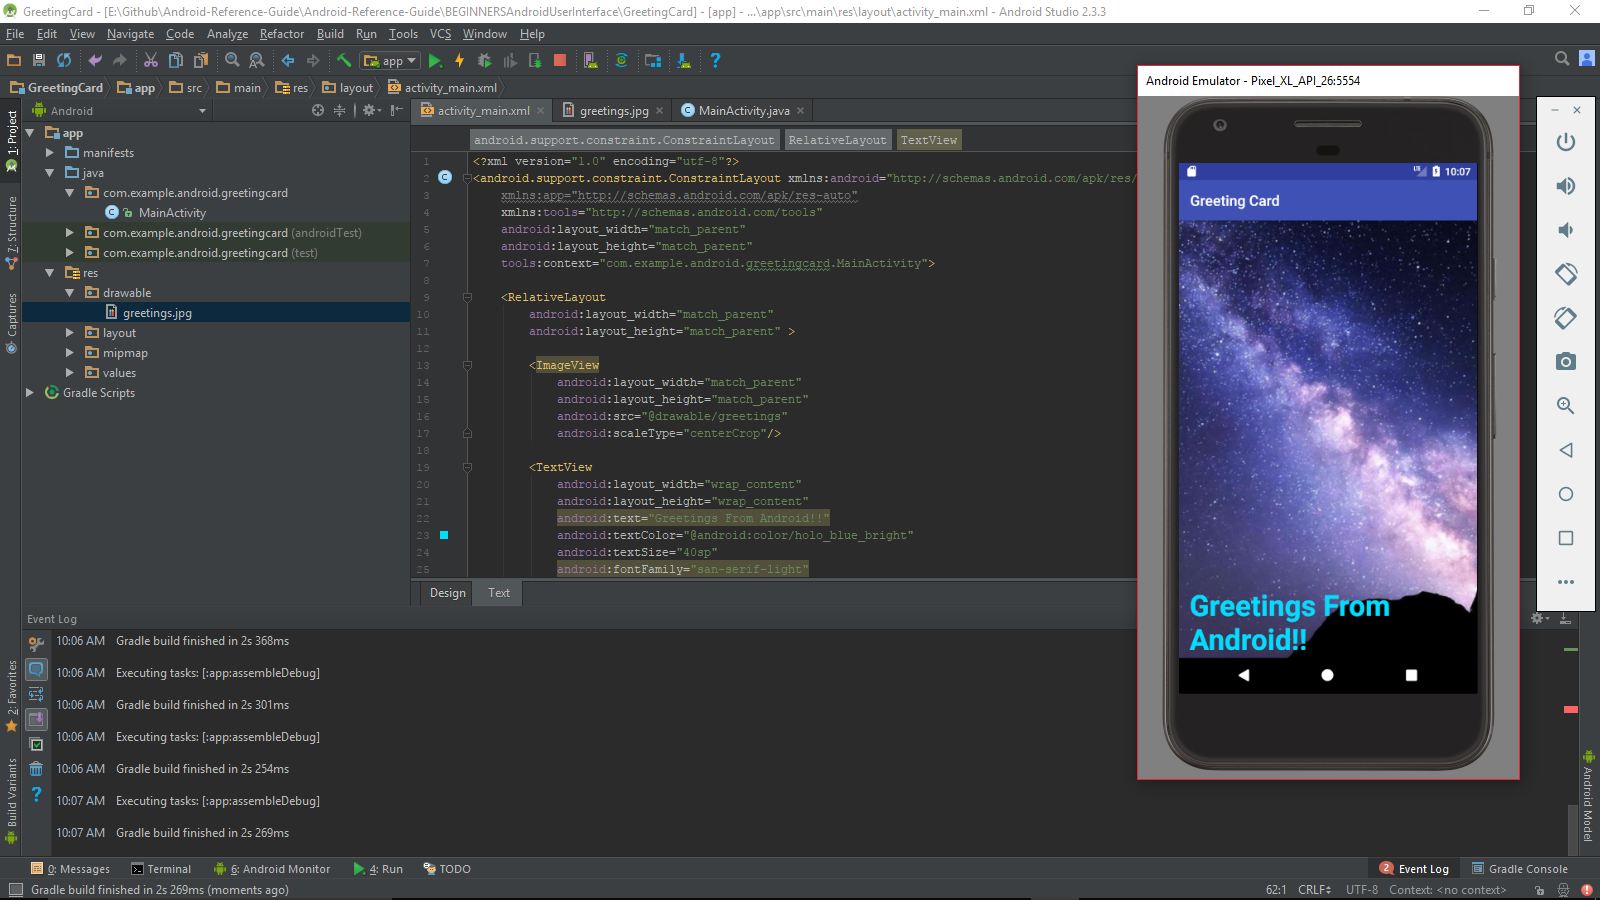 GreetingCard - [E:\Github\Android-Reference-Guide\Android-Reference-Guide\BEGINNERSAndroidUserInterface\GreetingCard] - [app] - ...\app\src\main\res\layout\activity_main.xml - Android Studio 2.3.3
File Edit View Navigate Code Analyze Refactor Build Run Tools VCS Window Help
app
GreetingCard app src main res layout activity_main.xml
Android
activity_main.xml greetings.jpg MainActivity.java
1: Project
7: Structure
Captures
2: Favorites
Build Variants
app
manifests
java
com.example.android.greetingcard
MainActivity
com.example.android.greetingcard (androidTest)
com.example.android.greetingcard (test)
res
drawable
greetings.jpg
layout
mipmap
values
Gradle Scripts
android.support.constraint.ConstraintLayout RelativeLayout TextView
1 <?xml version="1.0" encoding="utf-8"?>
2 <android.support.constraint.ConstraintLayout xmlns:android="http://schemas.android.com/apk/res/
3 xmlns:app="http://schemas.android.com/apk/res-auto"
4 xmlns:tools="http://schemas.android.com/tools"
5 android:layout_width="match_parent"
6 android:layout_height="match_parent"
7 tools:context="com.example.android.greetingcard.MainActivity">
8
9 <RelativeLayout
10 android:layout_width="match_parent"
11 android:layout_height="match_parent" >
12
13 <ImageView
14 android:layout_width="match_parent"
15 android:layout_height="match_parent"
16 android:src="@drawable/greetings"
17 android:scaleType="centerCrop"/>
18
19 <TextView
20 android:layout_width="wrap_content"
21 android:layout_height="wrap_content"
22 android:text="Greetings From Android!!"
23 android:textColor="@android:color/holo_blue_bright"
24 android:textSize="40sp"
25 android:fontFamily="san-serif-light"
Design Text
Android Emulator - Pixel_XL_API_26:5554
10:07
Greeting Card
Greetings From
Android!!
Event Log
10:06 AM Gradle build finished in 2s 368ms
10:06 AM Executing tasks: [:app:assembleDebug]
10:06 AM Gradle build finished in 2s 301ms
10:06 AM Executing tasks: [:app:assembleDebug]
10:06 AM Gradle build finished in 2s 254ms
10:07 AM Executing tasks: [:app:assembleDebug]
10:07 AM Gradle build finished in 2s 269ms
Android Model
0: Messages Terminal 6: Android Monitor 4: Run TODO 2 Event Log Gradle Console
Gradle build finished in 2s 269ms (moments ago) 62:1 CRLF UTF-8 Context: <no context>